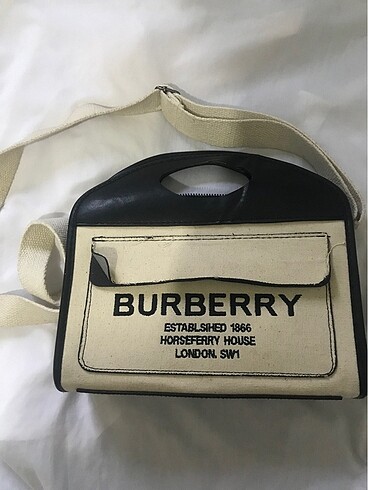 BURBERRY
ESTABLSIHED 1866
HORSEFERRY HOUSE
LONDON. SW1